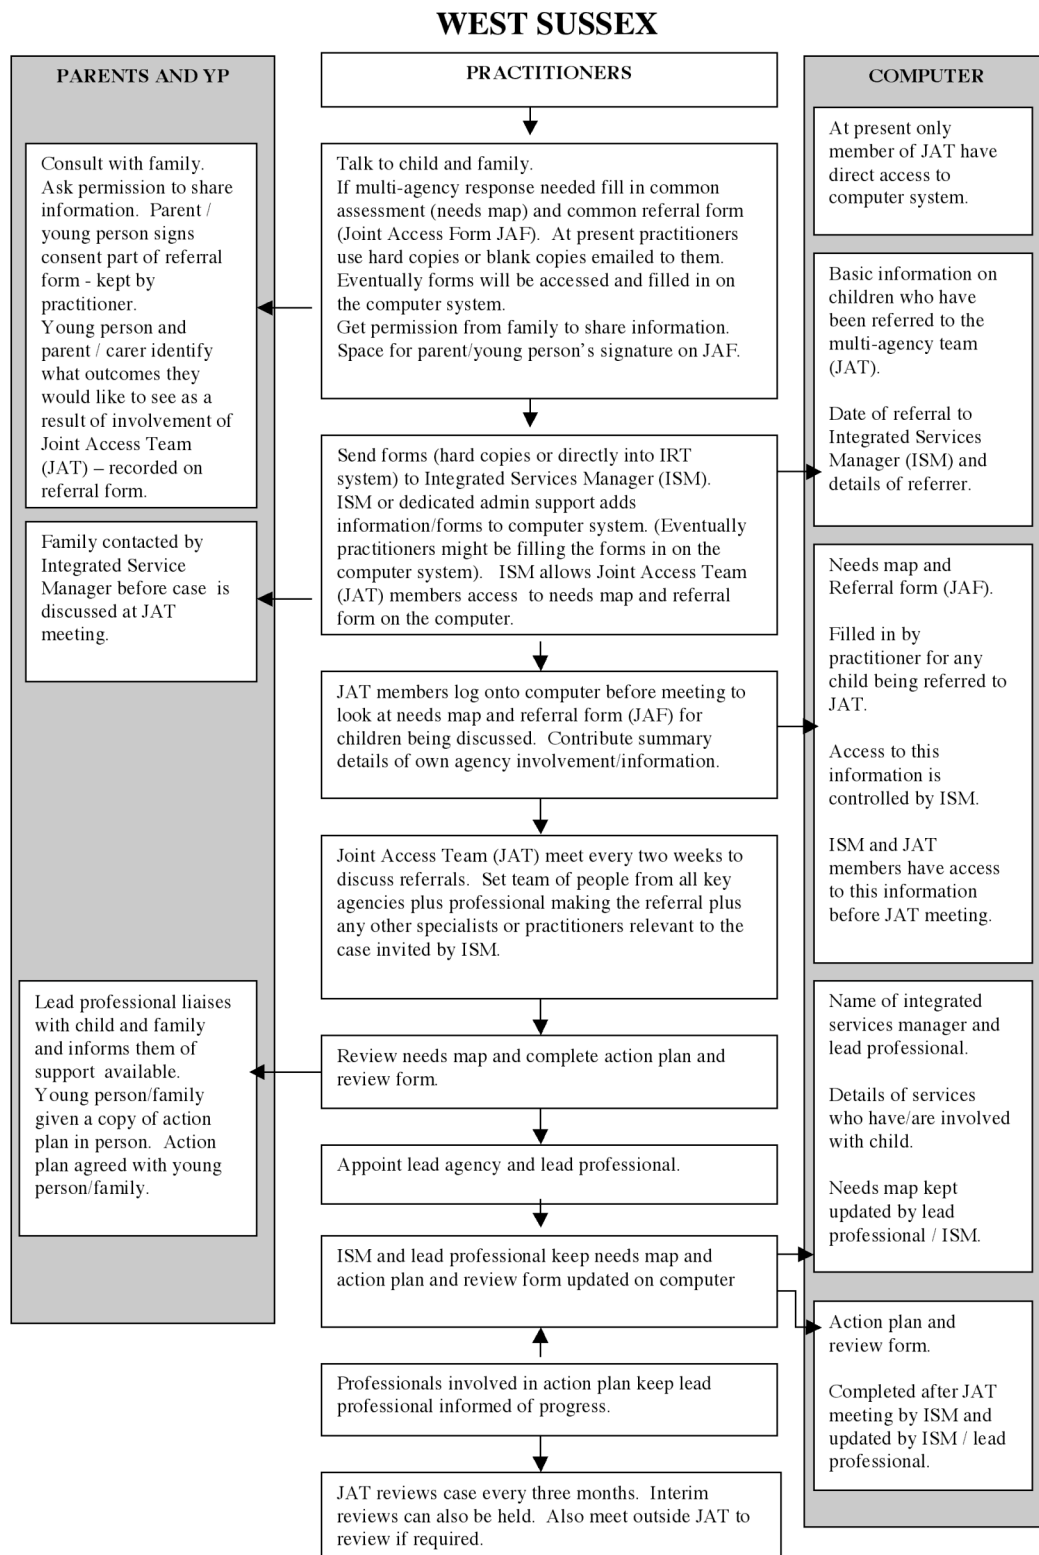 WEST SUSSEX
PARENTS AND YP
Consult with family.
Ask permission to share
information.  Parent /
young person signs
consent part of referral
form - kept by
practitioner.
Young person and
parent / carer identify
what outcomes they
would like to see as a
result of involvement of
Joint Access Team
(JAT) – recorded on
referral form.
Family contacted by
Integrated Service
Manager before case  is
discussed at JAT
meeting.
Lead professional liaises
with child and family
and informs them of
support  available.
Young person/family
given a copy of action
plan in person.  Action
plan agreed with young
person/family.
PRACTITIONERS
Talk to child and family.
If multi-agency response needed fill in common
assessment (needs map) and common referral form
(Joint Access Form JAF).  At present practitioners
use hard copies or blank copies emailed to them.
Eventually forms will be accessed and filled in on
the computer system.
Get permission from family to share information.
Space for parent/young person's signature on JAF.
Send forms (hard copies or directly into IRT
system) to Integrated Services Manager (ISM).
ISM or dedicated admin support adds
information/forms to computer system. (Eventually
practitioners might be filling the forms in on the
computer system).   ISM allows Joint Access Team
(JAT) members access  to needs map and referral
form on the computer.
JAT members log onto computer before meeting to
look at needs map and referral form (JAF) for
children being discussed.  Contribute summary
details of own agency involvement/information.
Joint Access Team (JAT) meet every two weeks to
discuss referrals.  Set team of people from all key
agencies plus professional making the referral plus
any other specialists or practitioners relevant to the
case invited by ISM.
Review needs map and complete action plan and
review form.
Appoint lead agency and lead professional.
ISM and lead professional keep needs map and
action plan and review form updated on computer
Professionals involved in action plan keep lead
professional informed of progress.
JAT reviews case every three months.  Interim
reviews can also be held.  Also meet outside JAT to
review if required.
COMPUTER
At present only
member of JAT have
direct access to
computer system.
Basic information on
children who have
been referred to the
multi-agency team
(JAT).
Date of referral to
Integrated Services
Manager (ISM) and
details of referrer.
Needs map and
Referral form (JAF).
Filled in by
practitioner for any
child being referred to
JAT.
Access to this
information is
controlled by ISM.
ISM and JAT
members have access
to this information
before JAT meeting.
Name of integrated
services manager and
lead professional.
Details of services
who have/are involved
with child.
Needs map kept
updated by lead
professional / ISM.
Action plan and
review form.
Completed after JAT
meeting by ISM and
updated by ISM / lead
professional.